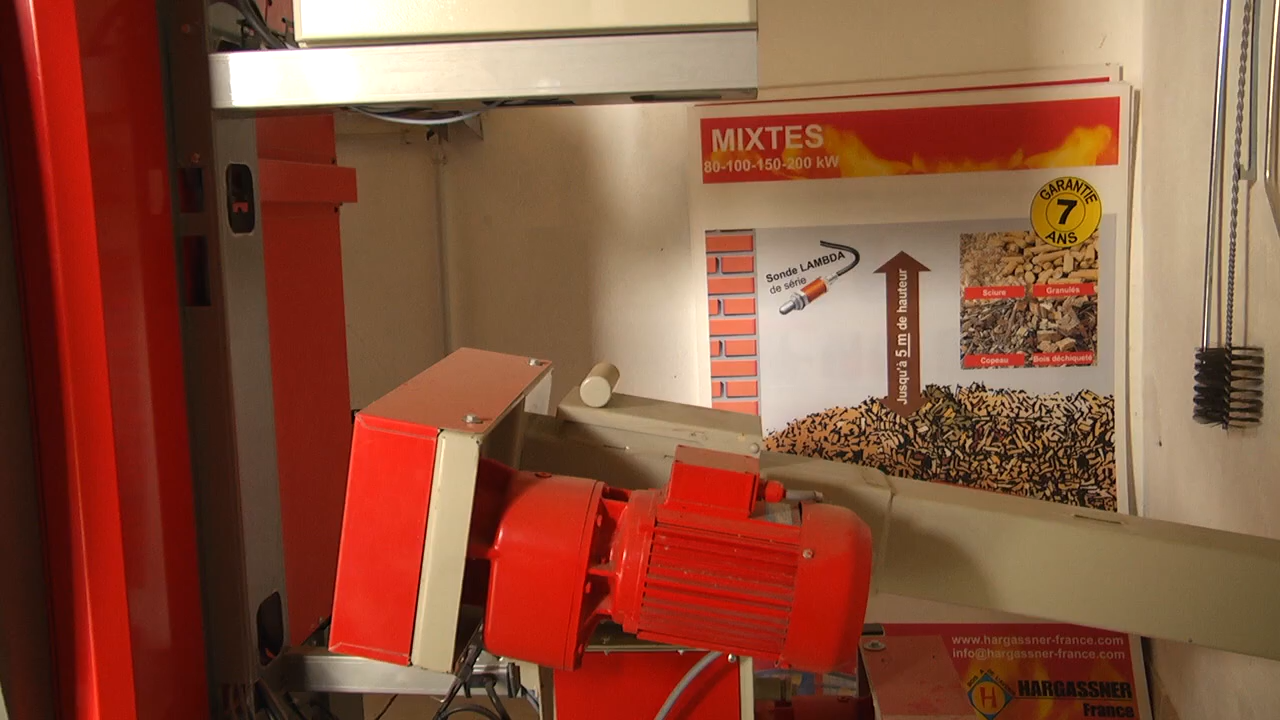 MIXTES
80-100-150-200 kW
GARANTIE
7
ANS
Sonde LAMBDA
de série
Jusqu'à 5 m de hauteur
Sciure
Granulés
Copeau
Bois déchiqueté
www.hargassner-france.com
info@hargassner-france.com
H
HARGASSNER
France